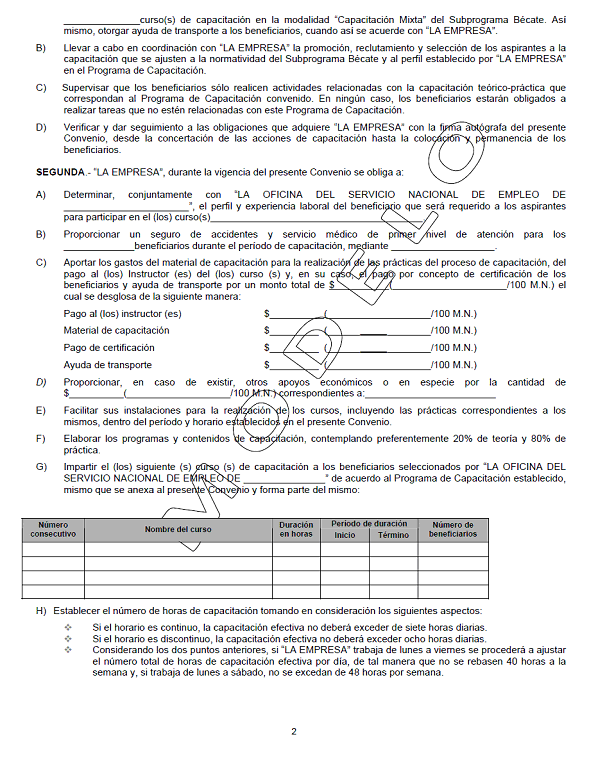 _______________curso(s) de capacitación en la modalidad “Capacitación Mixta” del Subprograma Bécate. Así
mismo, otorgar ayuda de transporte a los beneficiarios, cuando así se acuerde con “LA EMPRESA”.
B) Llevar a cabo en coordinación con “LA EMPRESA” la promoción, reclutamiento y selección de los aspirantes a la
capacitación que se ajusten a la normatividad del Subprograma Bécate y al perfil establecido por “LA EMPRESA”
en el Programa de Capacitación.
C) Supervisar que los beneficiarios sólo realicen actividades relacionadas con la capacitación teórico-práctica que
correspondan al Programa de Capacitación convenido. En ningún caso, los beneficiarios estarán obligados a
realizar tareas que no estén relacionadas con este Programa de Capacitación.
D) Verificar y dar seguimiento a las obligaciones que adquiere “LA EMPRESA” con la firma autógrafa del presente
Convenio, desde la concertación de las acciones de capacitación hasta la colocación y permanencia de los
beneficiarios.
SEGUNDA.- “LA EMPRESA”, durante la vigencia del presente Convenio se obliga a:
A) Determinar, conjuntamente con “LA OFICINA DEL SERVICIO NACIONAL DE EMPLEO DE
________________________”, el perfil y experiencia laboral del beneficiario que será requerido a los aspirantes
para participar en el (los) curso(s)________________________________________.
B) Proporcionar un seguro de accidentes y servicio médico de primer nivel de atención para los
_____________beneficiarios durante el período de capacitación, mediante ____________________.
C) Aportar los gastos del material de capacitación para la realización de las prácticas del proceso de capacitación, del
pago al (los) Instructor (es) del (los) curso (s) y, en su caso, el pago por concepto de certificación de los
beneficiarios y ayuda de transporte por un monto total de $___________(______________________/100 M.N.) el
cual se desglosa de la siguiente manera:
Pago al (los) instructor (es) $__________(____________________/100 M.N.)
Material de capacitación $__________ (____________________/100 M.N.)
Pago de certificación $__________ (____________________/100 M.N.)
Ayuda de transporte $__________ (____________________/100 M.N.)
D) Proporcionar, en caso de existir, otros apoyos económicos o en especie por la cantidad de
$___________(____________________/100 M.N.) correspondientes a:_________________________
E) Facilitar sus instalaciones para la realización de los cursos, incluyendo las prácticas correspondientes a los
mismos, dentro del período y horario establecidos en el presente Convenio.
F) Elaborar los programas y contenidos de capacitación, contemplando preferentemente 20% de teoría y 80% de
práctica.
G) Impartir el (los) siguiente (s) curso (s) de capacitación a los beneficiarios seleccionados por “LA OFICINA DEL
SERVICIO NACIONAL DE EMPLEO DE ________________” de acuerdo al Programa de Capacitación establecido,
mismo que se anexa al presente Convenio y forma parte del mismo:
Número consecutivo Nombre del curso Duración en horas Período de duración Inicio Término Número de beneficiarios
H) Establecer el número de horas de capacitación tomando en consideración los siguientes aspectos:
❖ Si el horario es continuo, la capacitación efectiva no deberá exceder de siete horas diarias.
❖ Si el horario es discontinuo, la capacitación efectiva no deberá exceder ocho horas diarias.
❖ Considerando los dos puntos anteriores, si “LA EMPRESA” trabaja de lunes a viernes se procederá a ajustar
el número total de horas de capacitación efectiva por día, de tal manera que no se rebasen 40 horas a la
semana y, si trabaja de lunes a sábado, no se excedan de 48 horas por semana.
MODELO
2